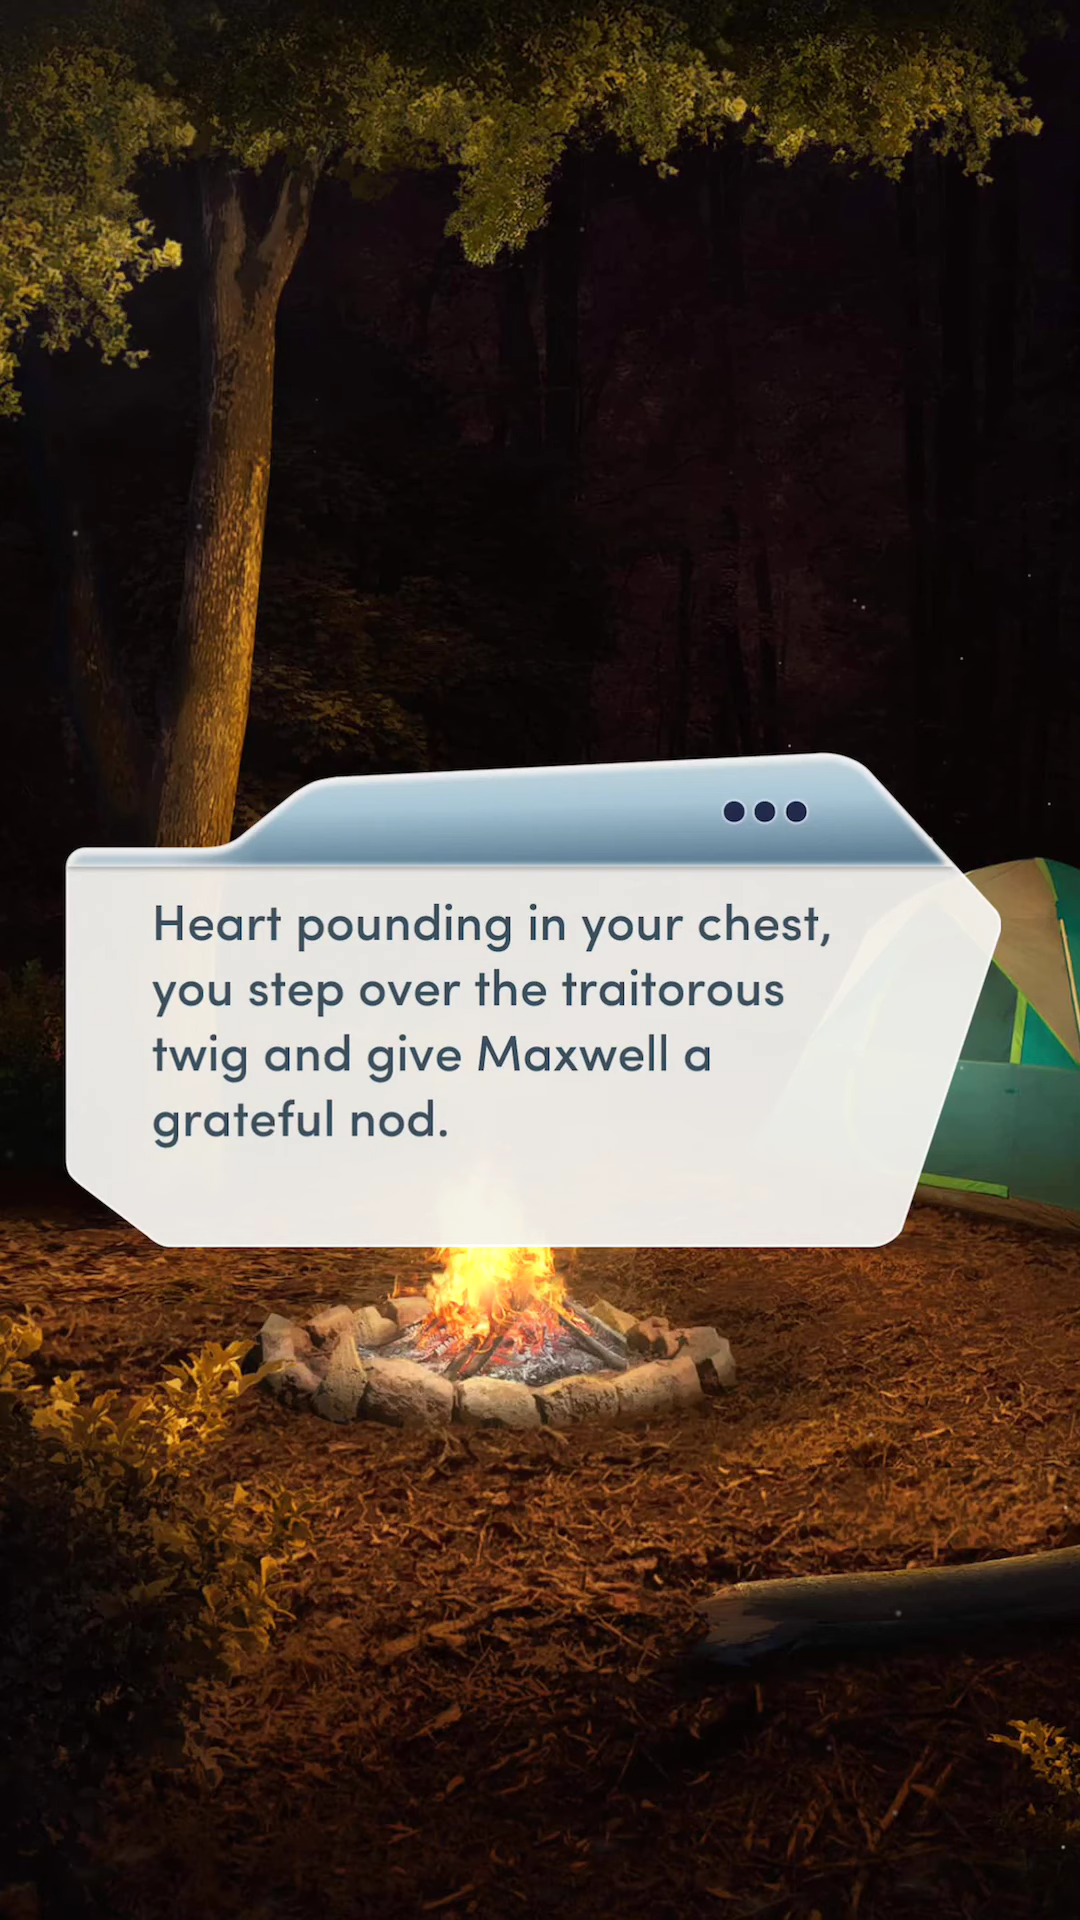 Heart pounding in your chest,
you step over the traitorous
twig and give Maxwell a
grateful nod.